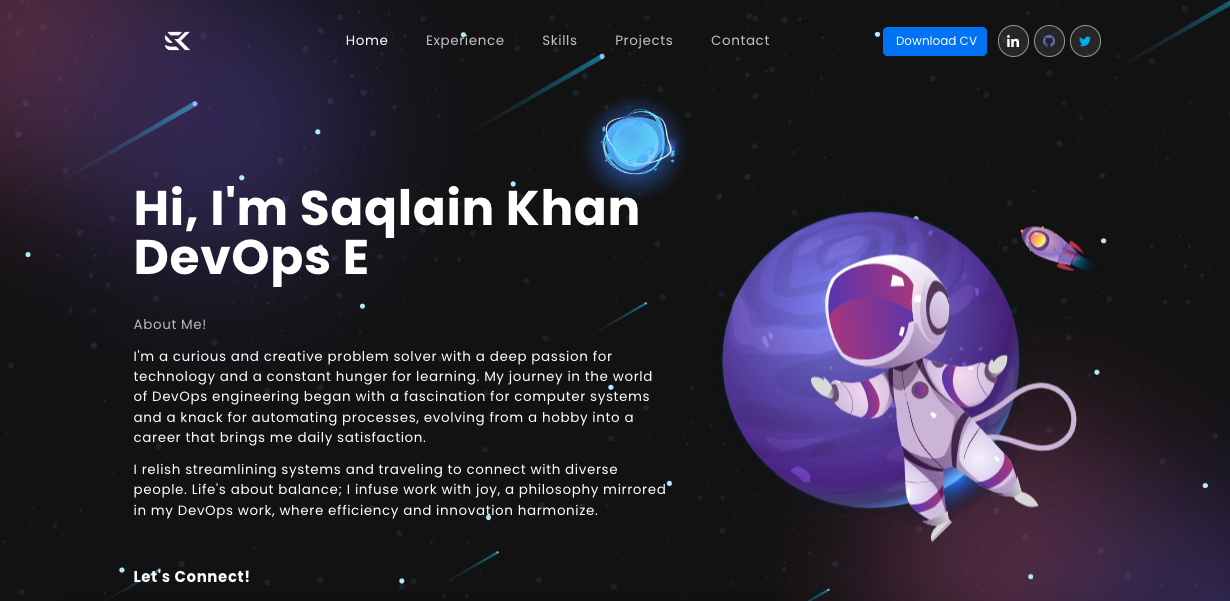 Home Experience Skills Projects Contact Download CV in
Hi, I'm Saqlain Khan
DevOps E
About Me!
I'm a curious and creative problem solver with a deep passion for
technology and a constant hunger for learning. My journey in the world
of DevOps engineering began with a fascination for computer systems
and a knack for automating processes, evolving from a hobby into a
career that brings me daily satisfaction.
I relish streamlining systems and traveling to connect with diverse
people. Life's about balance; I infuse work with joy, a philosophy mirrored
in my DevOps work, where efficiency and innovation harmonize.
Let's Connect!